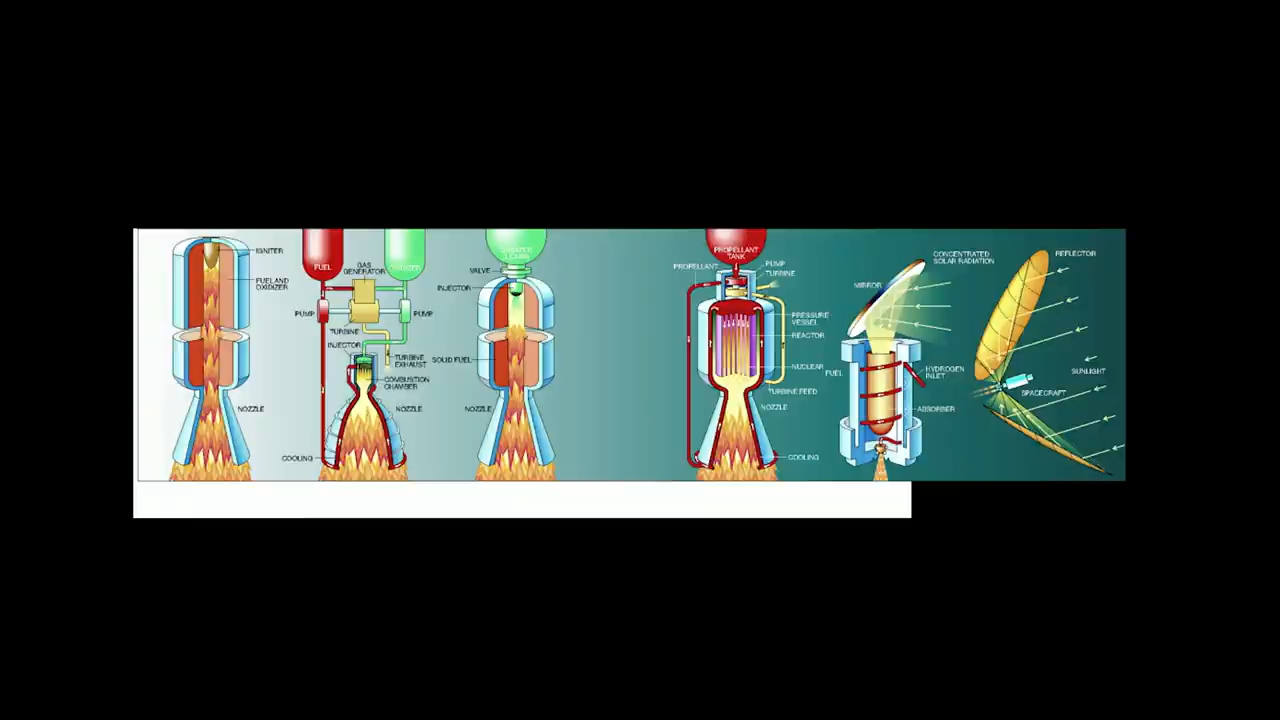 IGNITER
FUEL AND
OXIDIZER
NOZZLE
FUEL
GAS
GENERATOR
OXIDIZER
PUMP
PUMP
TURBINE
INJECTOR
TURBINE
EXHAUST
COMBUSTION
CHAMBER
NOZZLE
COOLING
VALVE
INJECTOR
SOLID FUEL
NOZZLE
PROPELLANT
TANK
PROPELLANT
PUMP
TURBINE
PRESSURE
VESSEL
REACTOR
NUCLEAR
FUEL
TURBINE FEED
NOZZLE
COOLING
CONCENTRATED
SOLAR RADIATION
MIRROR
HYDROGEN
INLET
ABSORBER
REFLECTOR
SUNLIGHT
SPACECRAFT